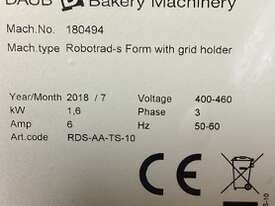 DAUB D Bakery Machinery
Mach.No. 180494
Mach.type Robotrad-s Form with grid holder
Year/Month 2018 / 7 Voltage 400-460
kW 1,6 Phase 3
Amp 6 Hz 50-60
Art.code RDS-AA-TS-10
CE